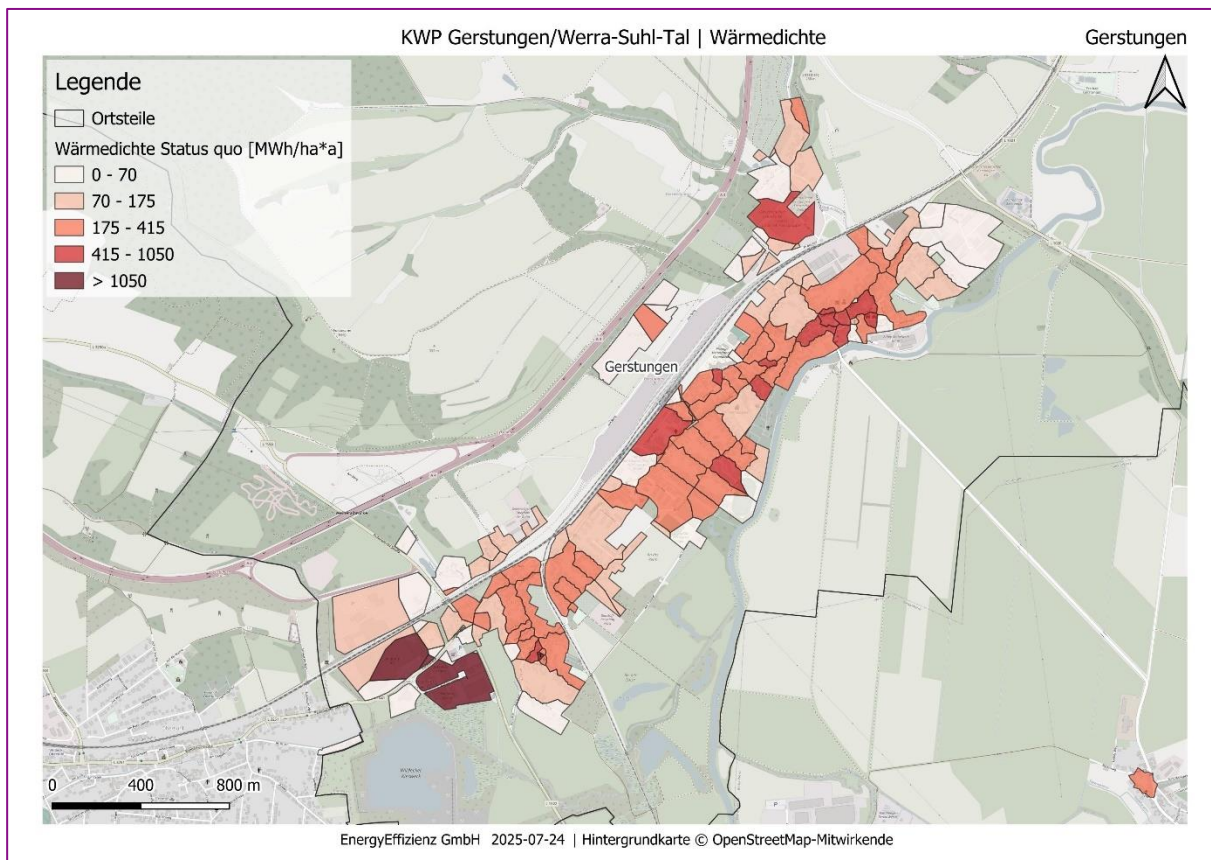 KWP Gerstungen/Werra-Suhl-Tal | Wärmedichte
Gerstungen
Legende
Ortsteile
Wärmedichte Status quo [MWh/ha*a]
0 - 70
70 - 175
175 - 415
415 - 1050
> 1050
Gerstungen
0 400 800 m
EnergyEffizienz GmbH 2025-07-24 | Hintergrundkarte © OpenStreetMap-Mitwirkende